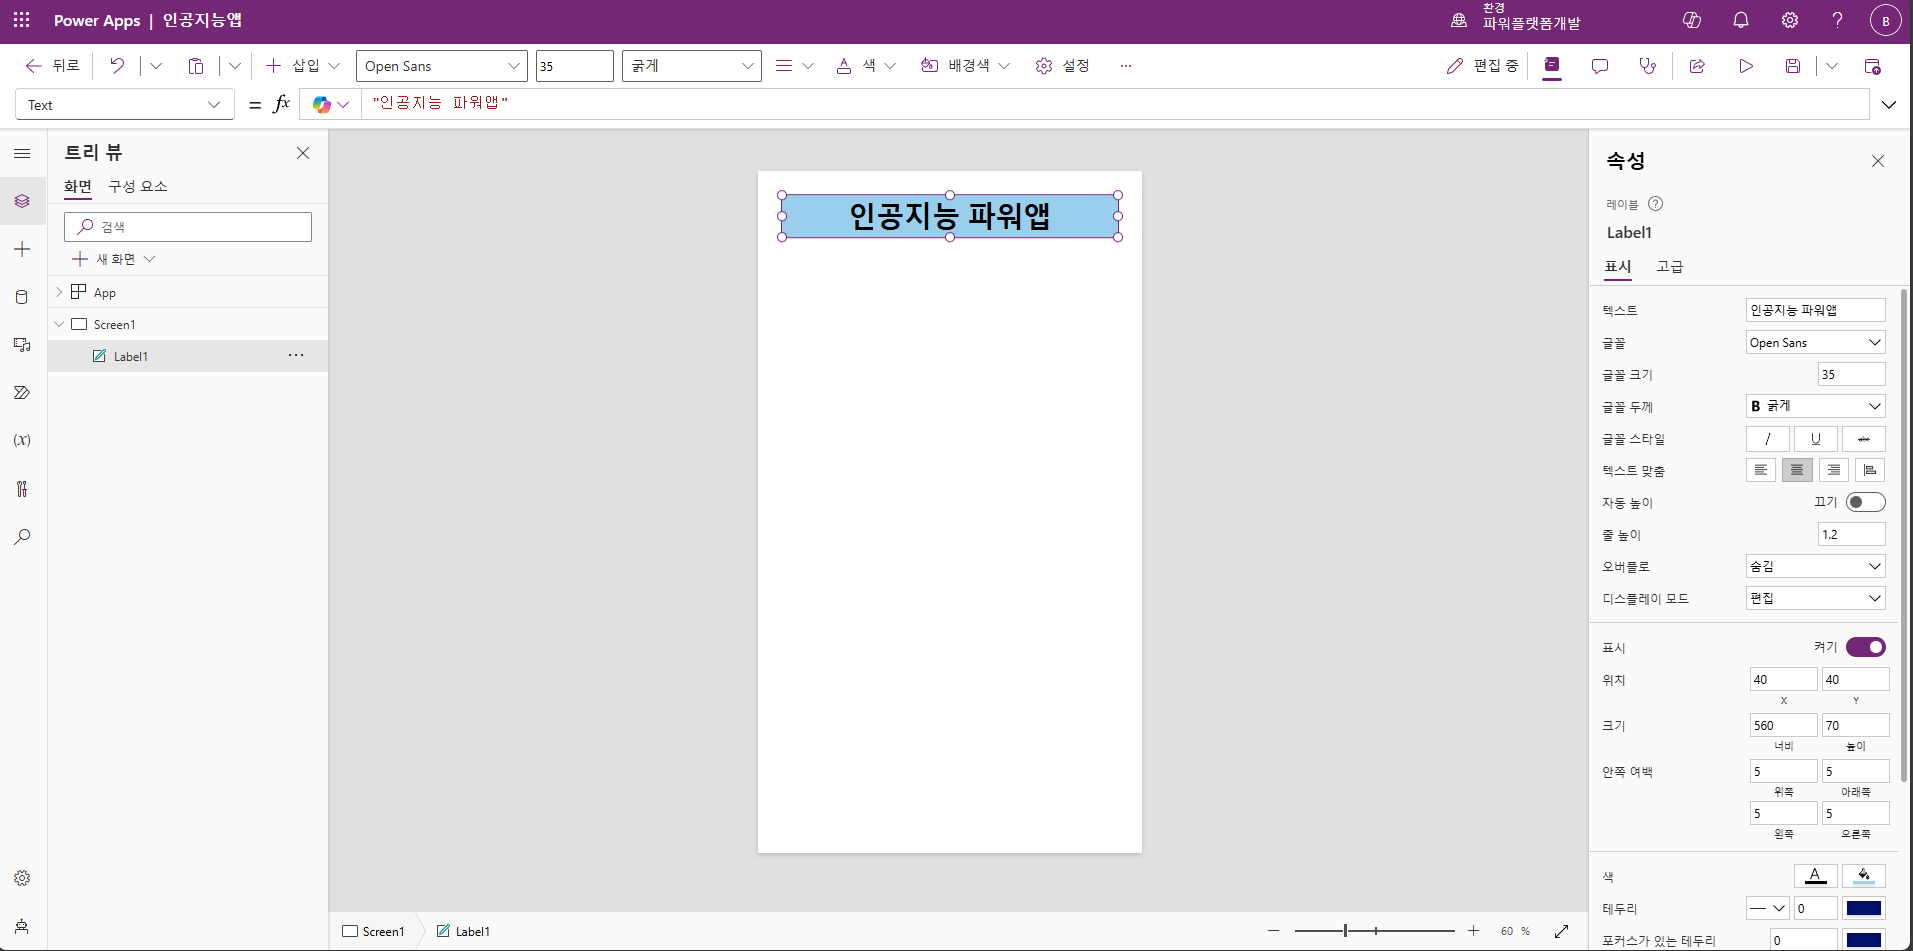 Power Apps | 인공지능앱
환경
파워플랫폼개발
B
뒤로
삽입
Open Sans
35
굵게
색
배경색
설정
편집 중
Text
= fx
"인공지능 파워앱"
트리 뷰
화면 구성 요소
검색
새 화면
App
Screen1
Label1
인공지능 파워앱
속성
레이블
Label1
표시 고급
텍스트 인공지능 파워앱
글꼴 Open Sans
글꼴 크기 35
글꼴 두께 B 굵게
글꼴 스타일 / U abc
텍스트 맞춤
자동 높이 끄기
줄 높이 1.2
오버플로 숨김
디스플레이 모드 편집
표시 켜기
위치 40 40
X Y
크기 560 70
너비 높이
안쪽 여백 5 5
위쪽 아래쪽
5 5
왼쪽 오른쪽
색 A
테두리 0
포커스가 있는 테두리 0
(x)
Screen1 Label1
60 %